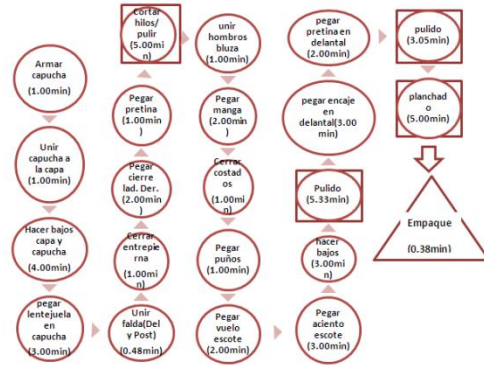 Armar
capucha
(1.00min)
Unir
capucha a
la capa
(1.00min)
Hacer bajos
capa y
capucha
(4.00min)
pegar
lentejuela en
capucha
(3.00min)
Unir
falda(Del
y Post)
(0.48min)
Cerrar
entrepie
rna
(1.00mi
n)
Pegar
cierre
lad. Der.
(2.00min
)
Pegar
pretina
(1.00min
)
Cortar
hilos/
pulir
(5.00mi
n)
unir
hombros
bluza
(1.00min)
Pegar
manga
(2.00min
)
Cerrar
costad
os
(1.00mi
n)
Pegar
puños
(1.00min)
Pegar
vuelo
escote
(2.00min)
Pegar
aciento
escote
(3.00min)
hacer
bajos
(3.00mi
n)
Pulido
(5.33min)
pegar encaje
en
delantal(3.00
min)
pegar
pretina en
delantal
(2.00min)
pulido
(3.05min)
planchad
o
(5.00min)
Empaque
(0.38min)